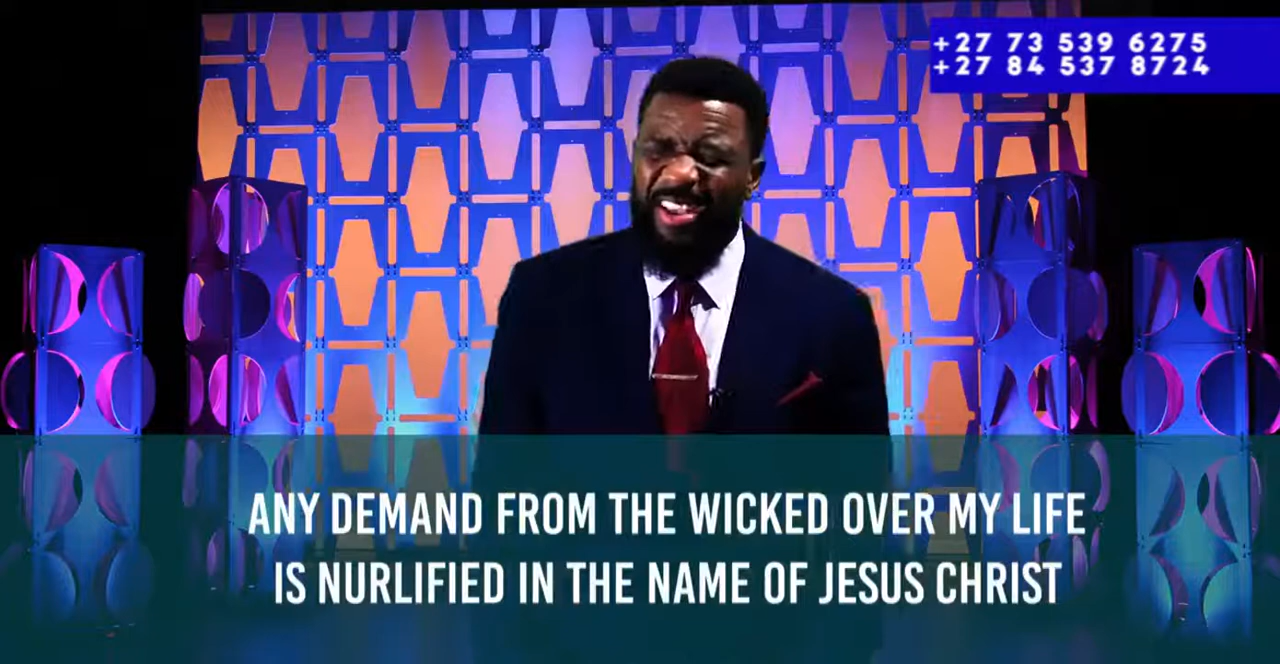 +27 73 539 6275
+27 84 537 8724
ANY DEMAND FROM THE WICKED OVER MY LIFE
IS NURLIFIED IN THE NAME OF JESUS CHRIST